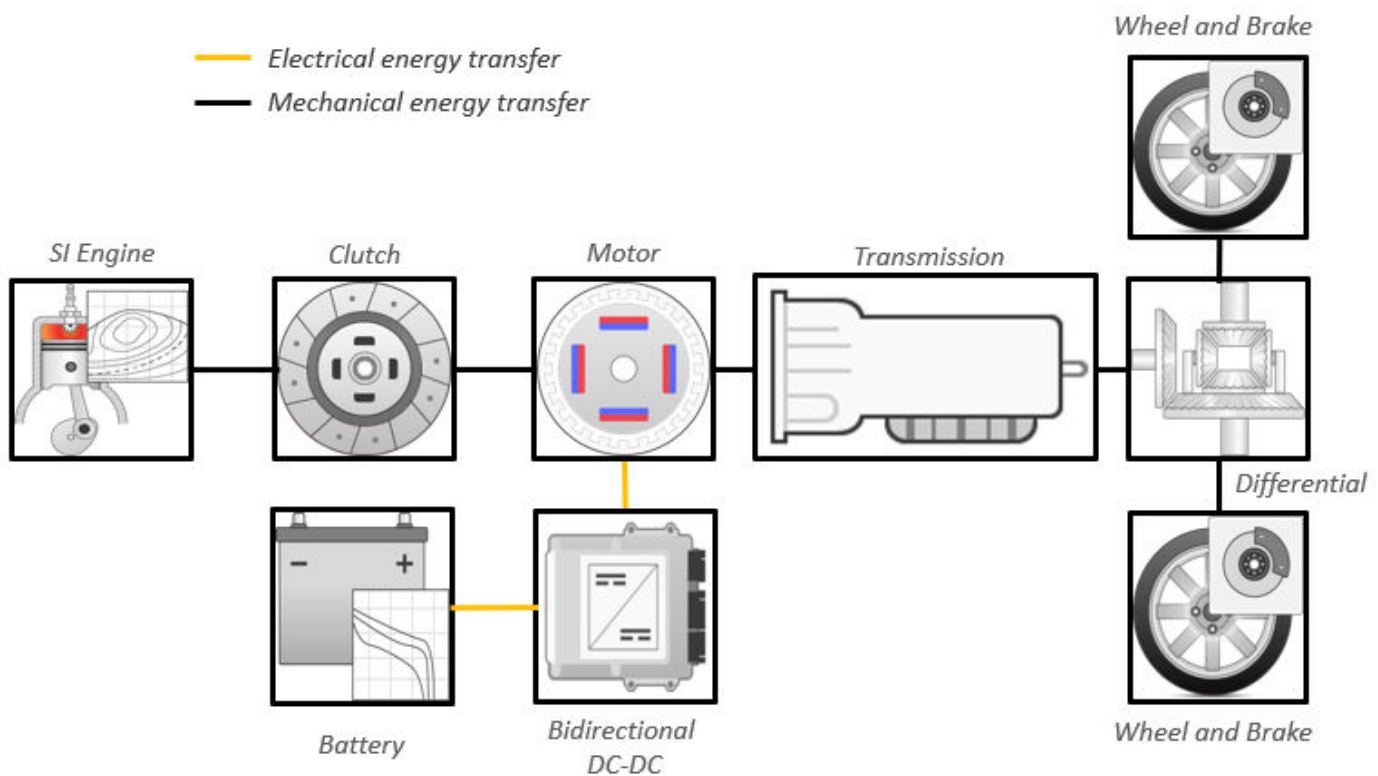 Wheel and Brake
Electrical energy transfer
Mechanical energy transfer
SI Engine
Clutch
Motor
Transmission
Differential
Battery
Bidirectional
DC-DC
Wheel and Brake